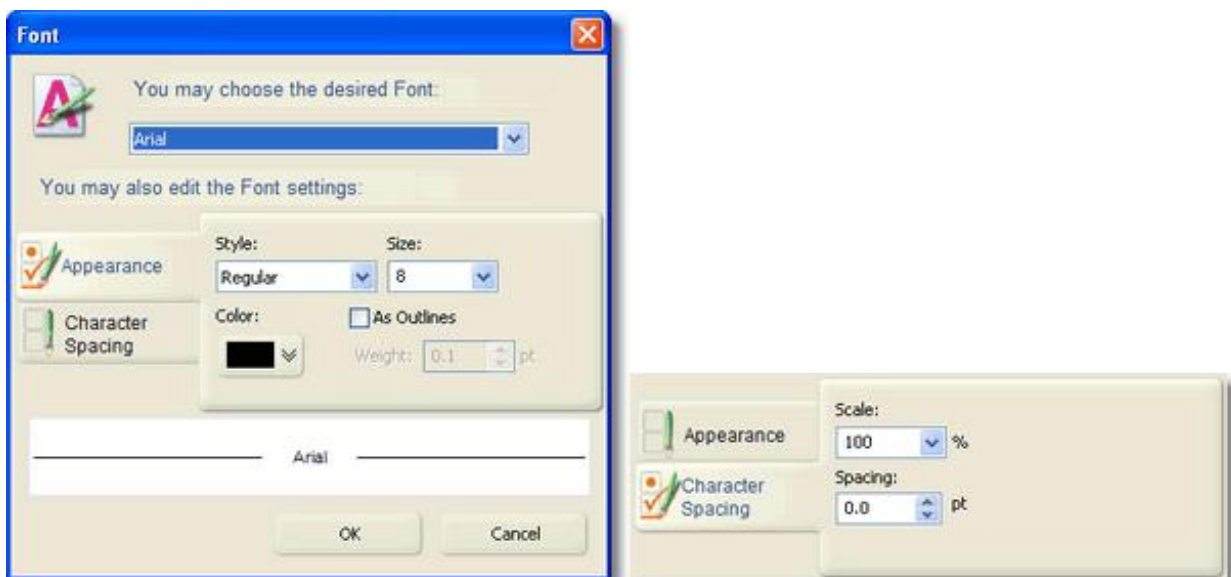 Font
You may choose the desired Font:
Arial
You may also edit the Font settings:
Appearance
Character
Spacing
Style:
Size:
Regular
8
Color:
As Outlines
Weight:
0.1
pt
Arial
OK
Cancel
Appearance
Character
Spacing
Scale:
100
%
Spacing:
0.0
pt